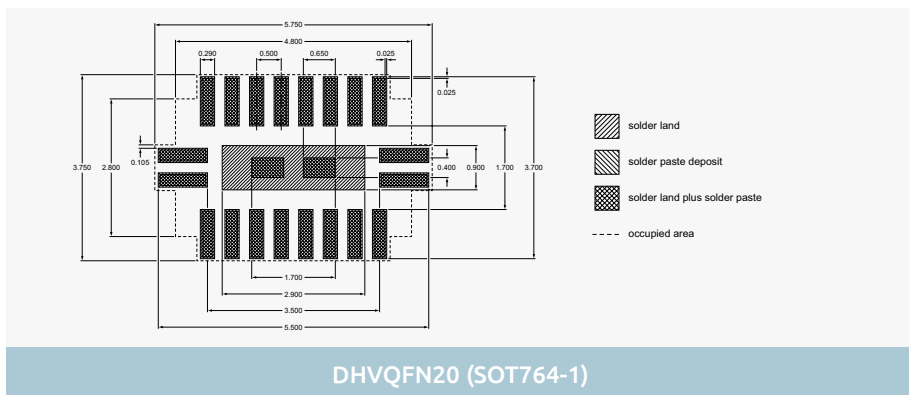 5.750
4.800
0.290 0.500 0.650 0.025
0.025
0.105
3.750 2.800 0.400 0.900 1.700 3.700
1.700
2.900
3.500
5.500
solder land
solder paste deposit
solder land plus solder paste
occupied area
DHVQFN20 (SOT764-1)